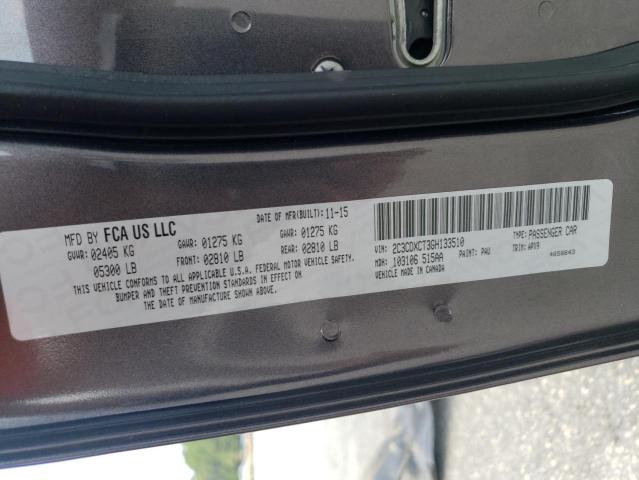 MFD BY FCA US LLC
DATE OF MFR(BUILT): 11-15
GVWR: 02405 KG
05300 LB
GAWR: 01275 KG
FRONT: 02810 LB
GAWR: 01275 KG
REAR: 02810 LB
THIS VEHICLE CONFORMS TO ALL APPLICABLE U.S.A. FEDERAL MOTOR VEHICLE SAFETY,
BUMPER AND THEFT PREVENTION STANDARDS IN EFFECT ON
THE DATE OF MANUFACTURE SHOWN ABOVE.
VIN: 2C3CDXCT3GH133510
TYPE: PASSENGER CAR
MDH: 103106 515AA
PAINT: PAU
TRIM: APX9
MADE IN CANADA